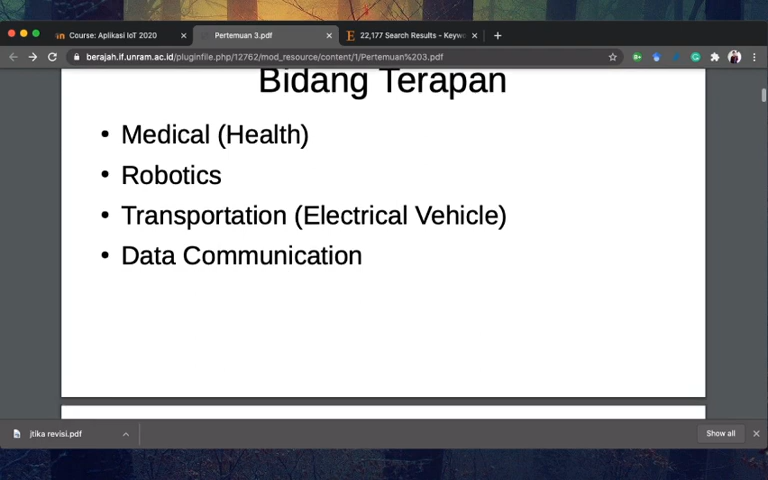 Course: Aplikasi IoT 2020
Pertemuan 3.pdf
22,177 Search Results - Keyw
berajah.if.unram.ac.id/pluginfile.php/12762/mod_resource/content/1/Pertemuan%203.pdf
Bidang Terapan
• Medical (Health)
• Robotics
• Transportation (Electrical Vehicle)
• Data Communication
jtika revisi.pdf
Show all